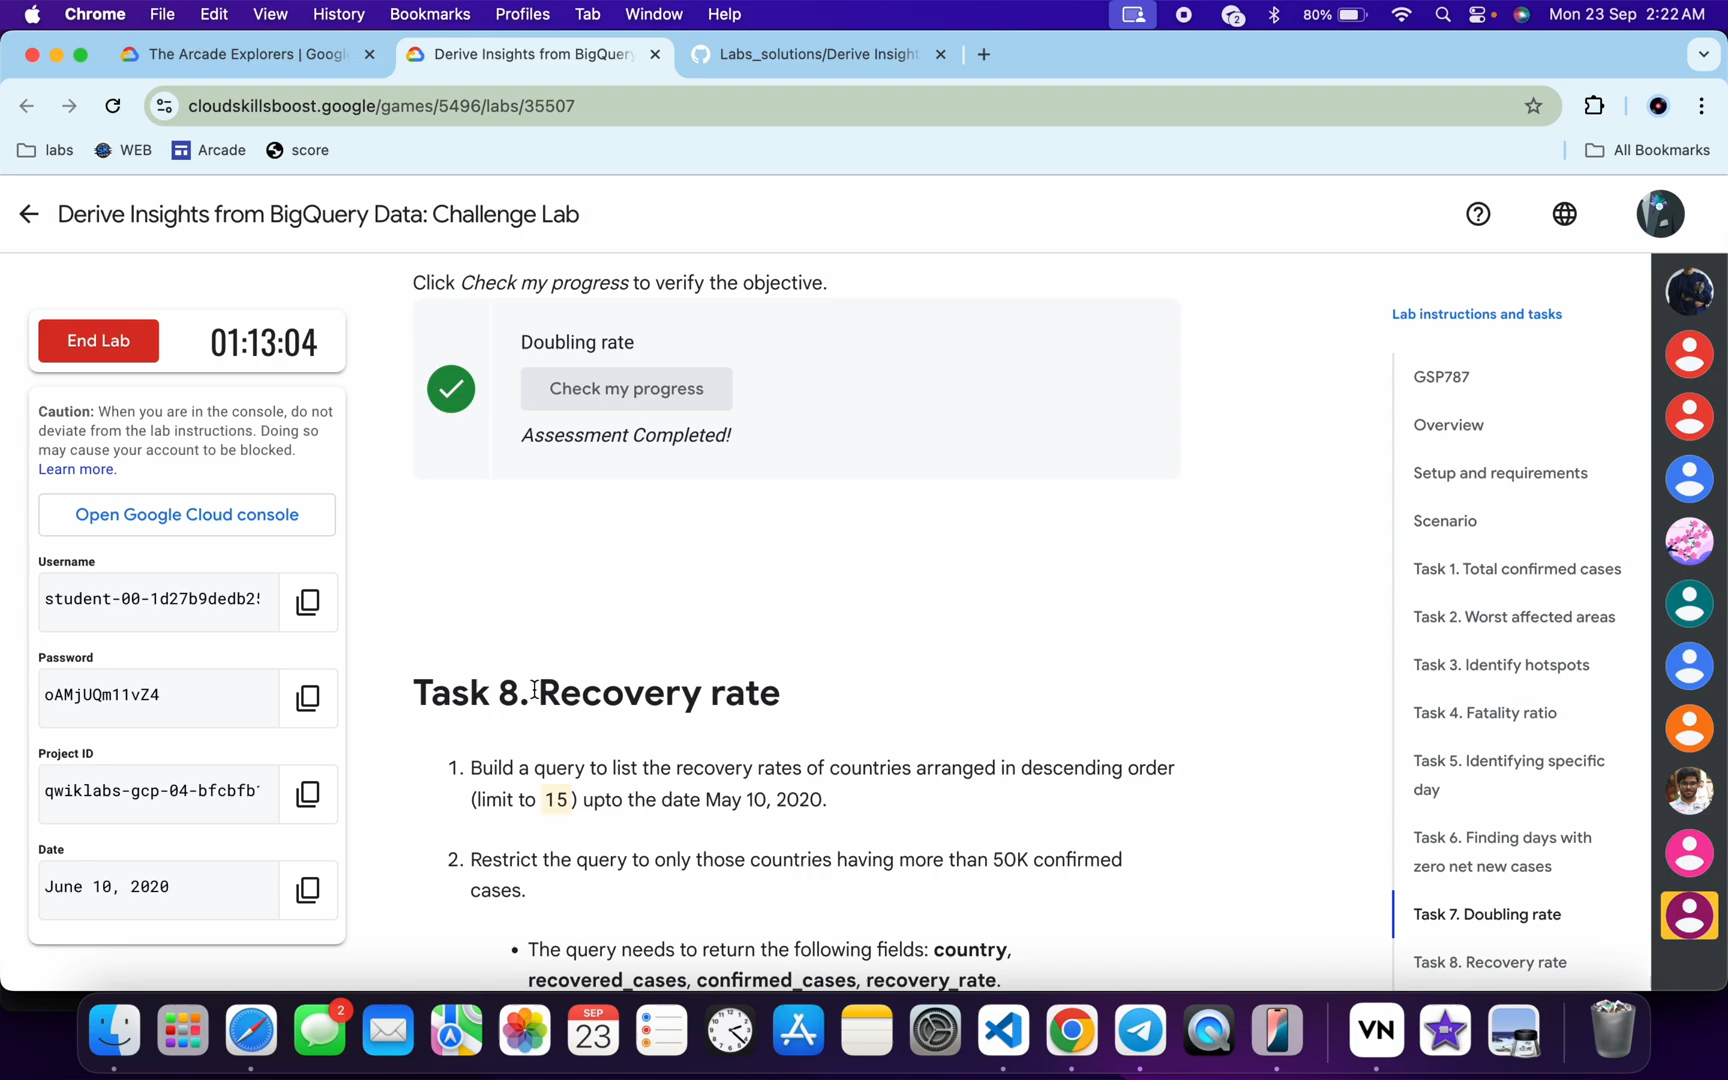 Chrome File Edit View History Bookmarks Profiles Tab Window Help 2 80% Mon 23 Sep 2:22 AM
The Arcade Explorers | Googl Derive Insights from BigQuery Labs_solutions/Derive Insight
cloudskillsboost.google/games/5496/labs/35507
labs WEB Arcade score All Bookmarks
Derive Insights from BigQuery Data: Challenge Lab
End Lab 01:13:04
Caution: When you are in the console, do not
deviate from the lab instructions. Doing so
may cause your account to be blocked.
Learn more.
Open Google Cloud console
Username
student-00-1d27b9dedb25
Password
oAMjUQm11vZ4
Project ID
qwiklabs-gcp-04-bfcbfb
Date
June 10, 2020
Click Check my progress to verify the objective.
Doubling rate
Check my progress
Assessment Completed!
Task 8. Recovery rate
1. Build a query to list the recovery rates of countries arranged in descending order
(limit to 15) upto the date May 10, 2020.
2. Restrict the query to only those countries having more than 50K confirmed
cases.
• The query needs to return the following fields: country,
recovered_cases, confirmed_cases, recovery_rate.
Lab instructions and tasks
GSP787
Overview
Setup and requirements
Scenario
Task 1. Total confirmed cases
Task 2. Worst affected areas
Task 3. Identify hotspots
Task 4. Fatality ratio
Task 5. Identifying specific
day
Task 6. Finding days with
zero net new cases
Task 7. Doubling rate
Task 8. Recovery rate
2
SEP
23
VN